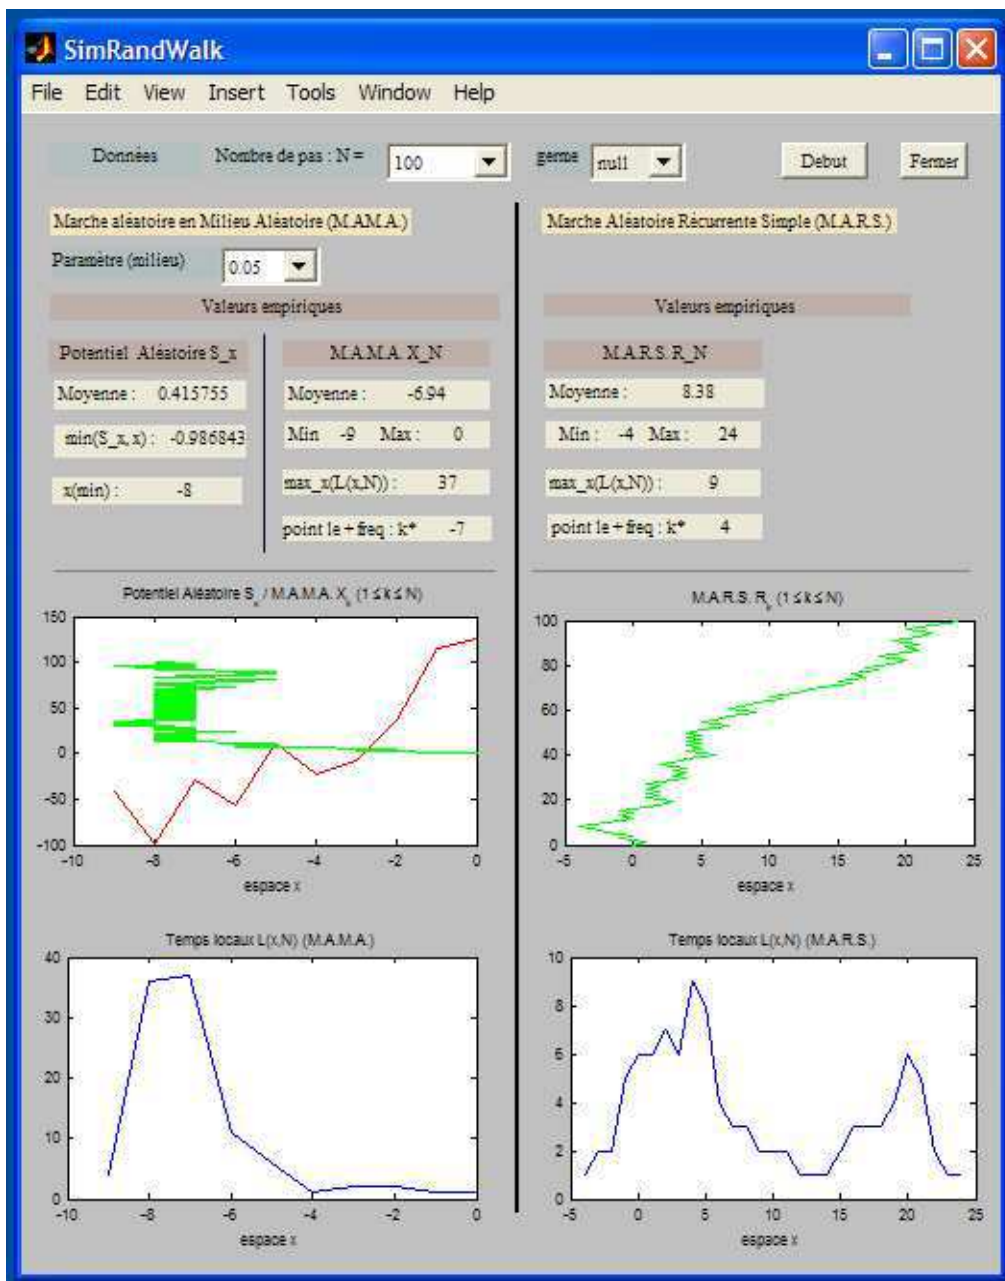 SimRandWalk
File Edit View Insert Tools Window Help
Données Nombre de pas : N = 100 germe null Debut Fermer
Marche aléatoire en Milieu Aléatoire (M.A.M.A.)
Paramètre (milieu) 0.05
Valeurs empiriques
Potentiel Aléatoire S_x
Moyenne : 0.415755
min(S_x, x) : -0.986843
x(min) : -8
M.A.M.A. X_N
Moyenne : -6.94
Min -9 Max : 0
max_x(L(x,N)) : 37
point le + freq : k* -7
Marche Aléatoire Récurrente Simple (M.A.R.S.)
Valeurs empiriques
M.A.R.S. R_N
Moyenne : 8.38
Min : -4 Max : 24
max_x(L(x,N)) : 9
point le + freq : k* 4
Potentiel Aléatoire S_x / M.A.M.A. X_k (1 ≤ k ≤ N)
150
100
50
0
-50
-100
-10 -8 -6 -4 -2 0
espace x
M.A.R.S. R_k (1 ≤ k ≤ N)
100
80
60
40
20
0
-5 0 5 10 15 20 25
espace x
Temps locaux L(x,N) (M.A.M.A.)
40
30
20
10
0
-10 -8 -6 -4 -2 0
espace x
Temps locaux L(x,N) (M.A.R.S.)
10
8
6
4
2
0
-5 0 5 10 15 20 25
espace x